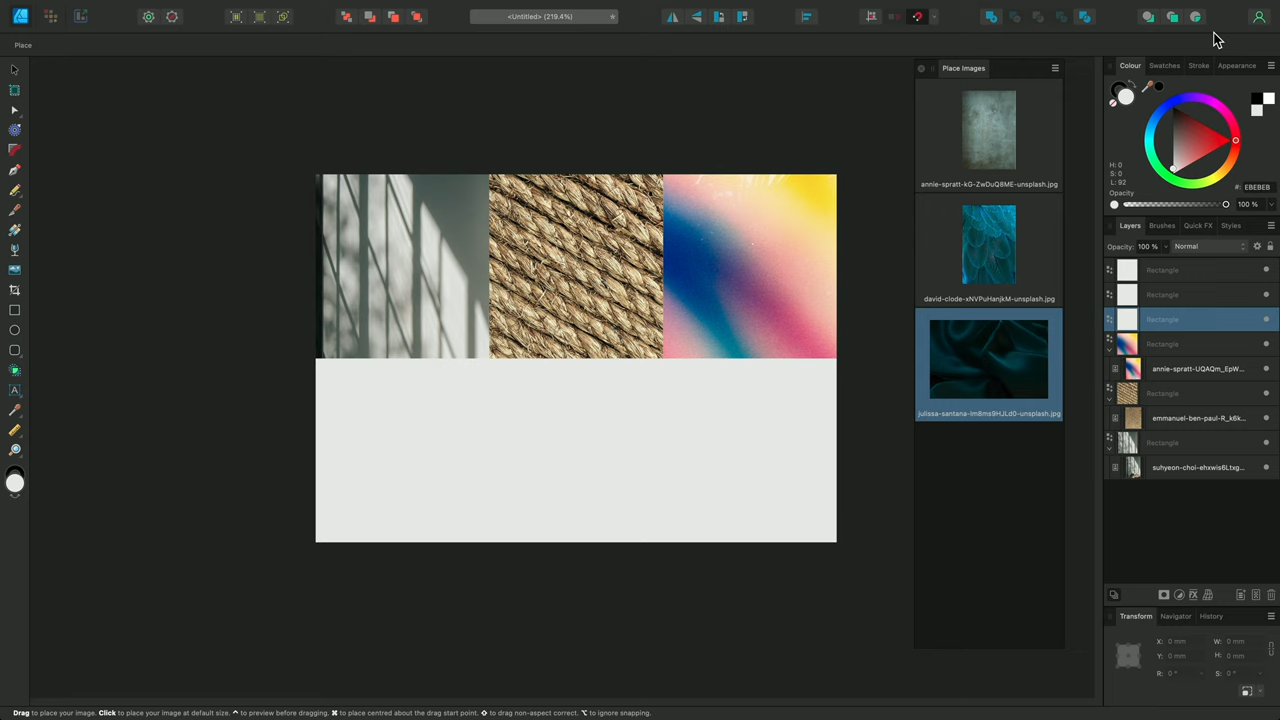 <Untitled> (219.4%)
Place
Place Images
annie-spratt-kG-ZwDuQ8ME-unsplash.jpg
david-clode-xNVPuHanjkM-unsplash.jpg
julissa-santana-Im8ms9HJLd0-unsplash.jpg
Colour
Swatches
Stroke
Appearance
H: 0
S: 0
L: 92
#: EBEBEB
Opacity
100 %
Layers
Brushes
Quick FX
Styles
Opacity: 100 %
Normal
Rectangle
Rectangle
Rectangle
Rectangle
annie-spratt-UQAQm_EpW...
Rectangle
emmanuel-ben-paul-R_k6k...
Rectangle
suhyeon-choi-ehxwis6Ltxg...
Transform
Navigator
History
X: 0 mm
W: 0 mm
Y: 0 mm
H: 0 mm
R: 0 °
S: 0 °
Drag to place your image. Click to place your image at default size. ⌃ to preview before dragging. ⌘ to place centred about the drag start point. ⇧ to drag non-aspect correct. ⌥ to ignore snapping.